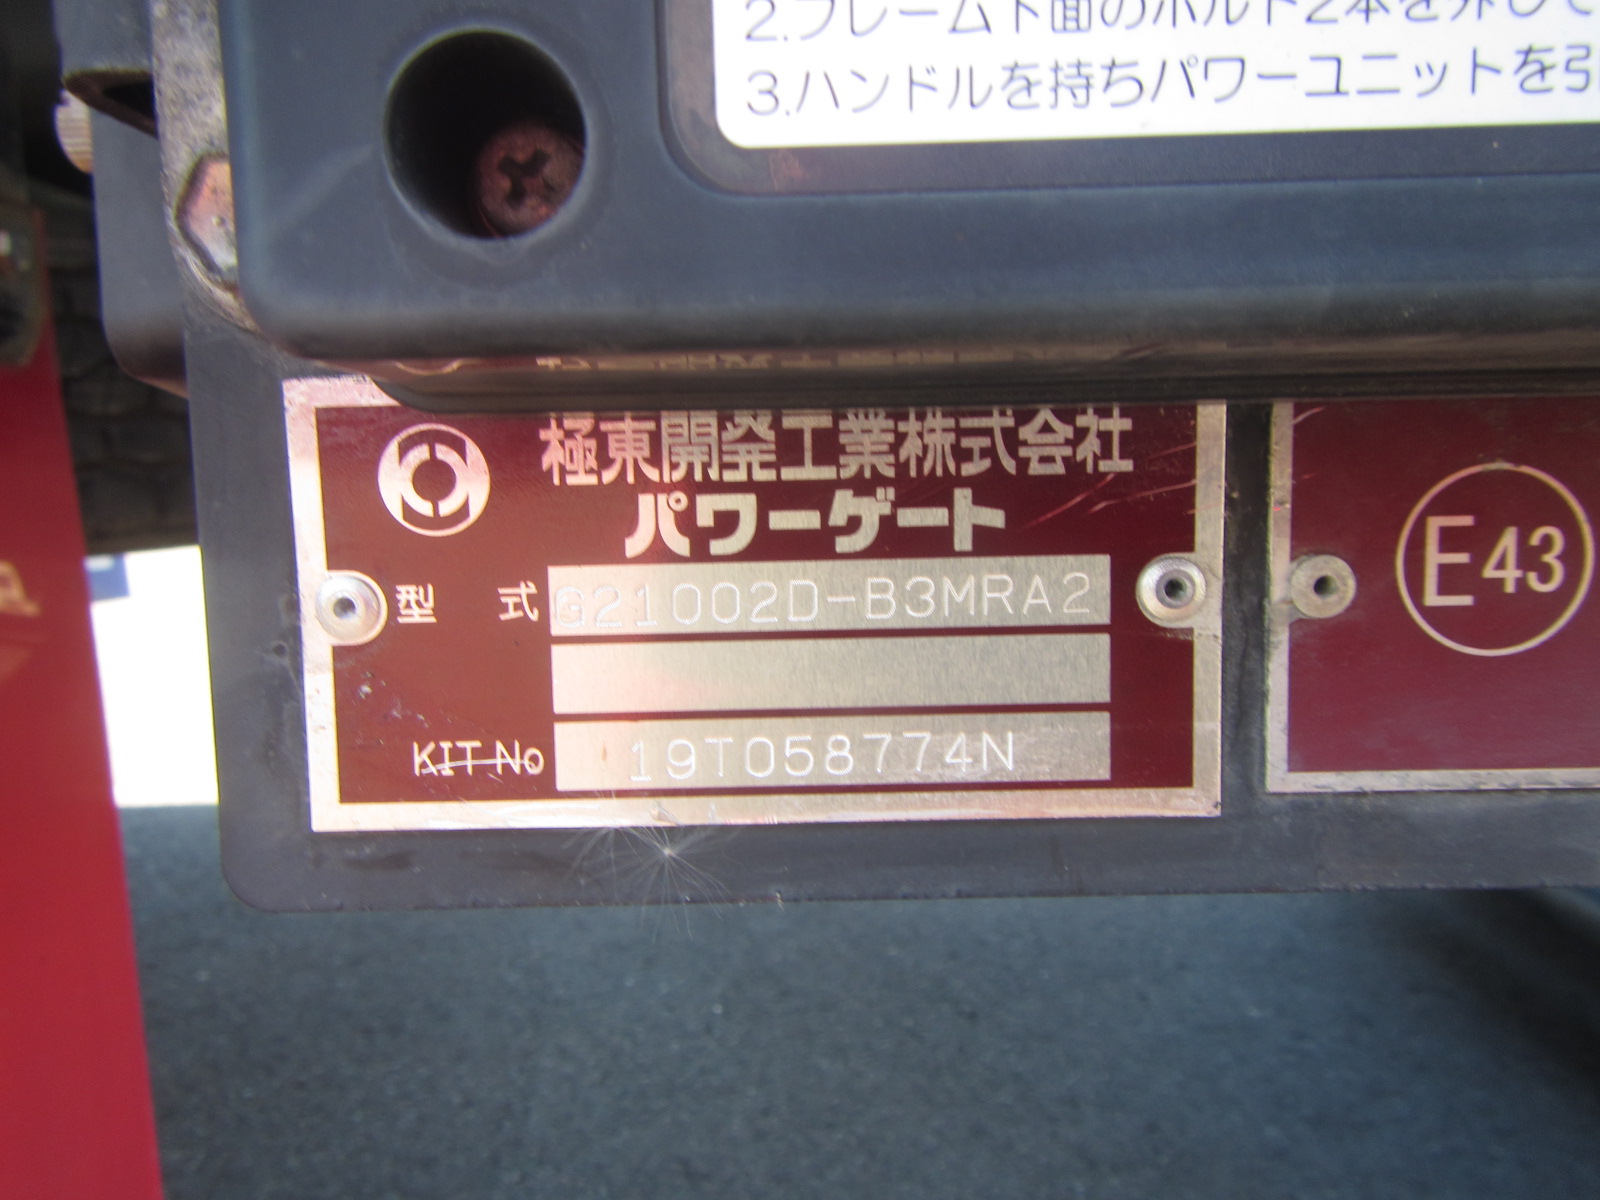 2.フレーム下面のボルト2本を外して
3.ハンドルを持ちパワーユニットを引
極東開発工業株式会社
パワーゲート
型 式 G21002D-B3MRA2
KIT No 19T058774N
E43